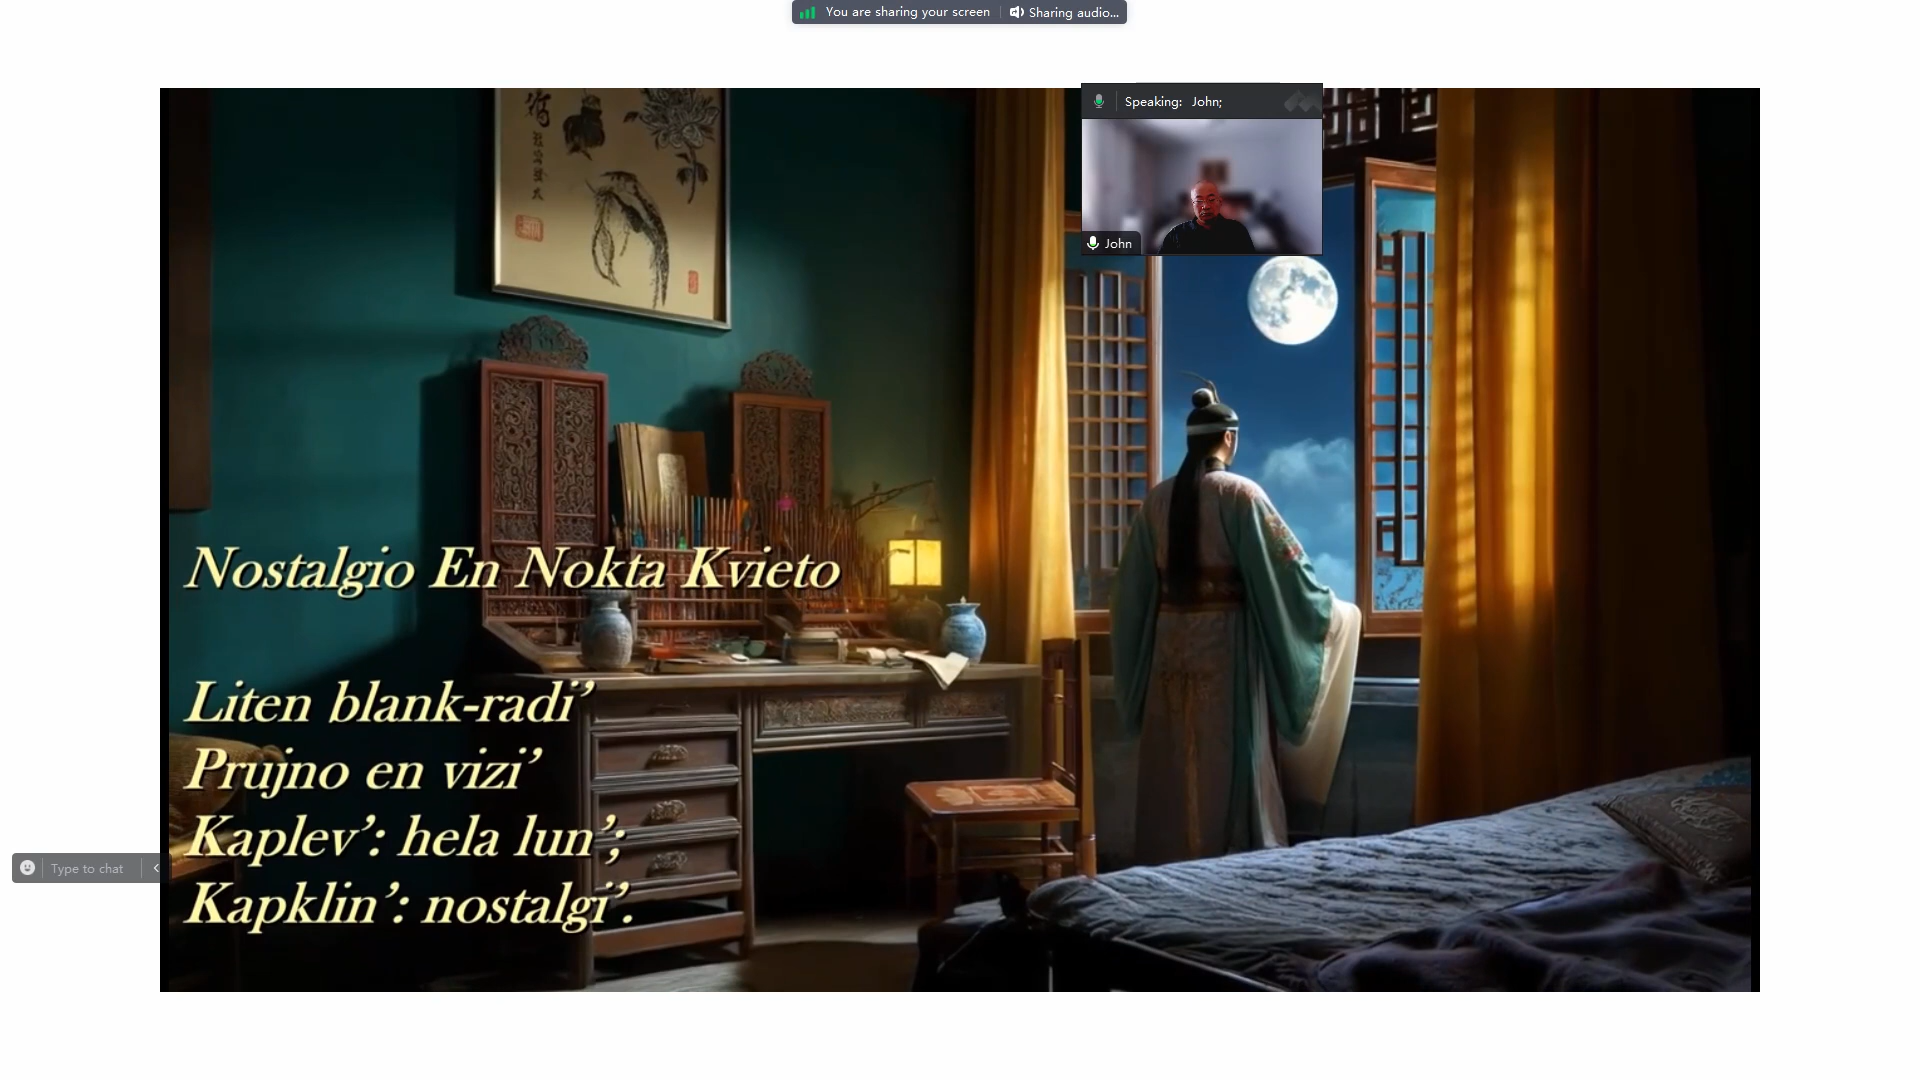 You are sharing your screen
Sharing audio...
Speaking: John;
John
Nostalgio En Nokta Kvieto
Liten blank-radi’
Prujno en vizi’
Kaplev’: hela lun’;
Kapklin’: nostalgi’.
Type to chat